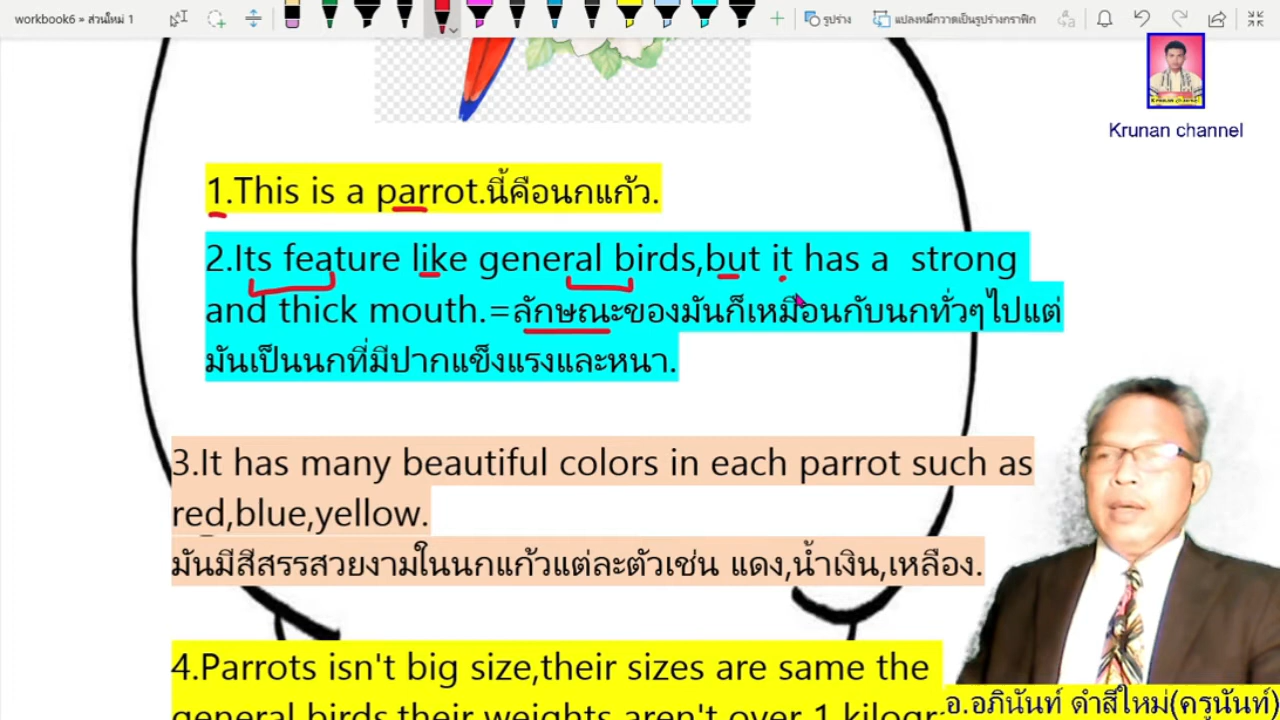 workbook6 » ส่วนใหม่ 1
รูปร่าง
แปลงหมึกวาดเป็นรูปร่างกราฟิก
Krunan channel
1.This is a parrot.นี้คือนกแก้ว.
2.Its feature like general birds,but it has a strong
and thick mouth.=ลักษณะของมันก็เหมือนกับนกทั่วๆไปแต่
มันเป็นนกที่มีปากแข็งแรงและหนา.
3.It has many beautiful colors in each parrot such as
red,blue,yellow.
มันมีสีสรรสวยงามในนกแก้วแต่ละตัวเช่น แดง,น้ำเงิน,เหลือง.
4.Parrots isn't big size,their sizes are same the
general birds,their weights aren't over 1 kilogr
อ.อภินันท์ ดำสีใหม่(ครูนันท์)